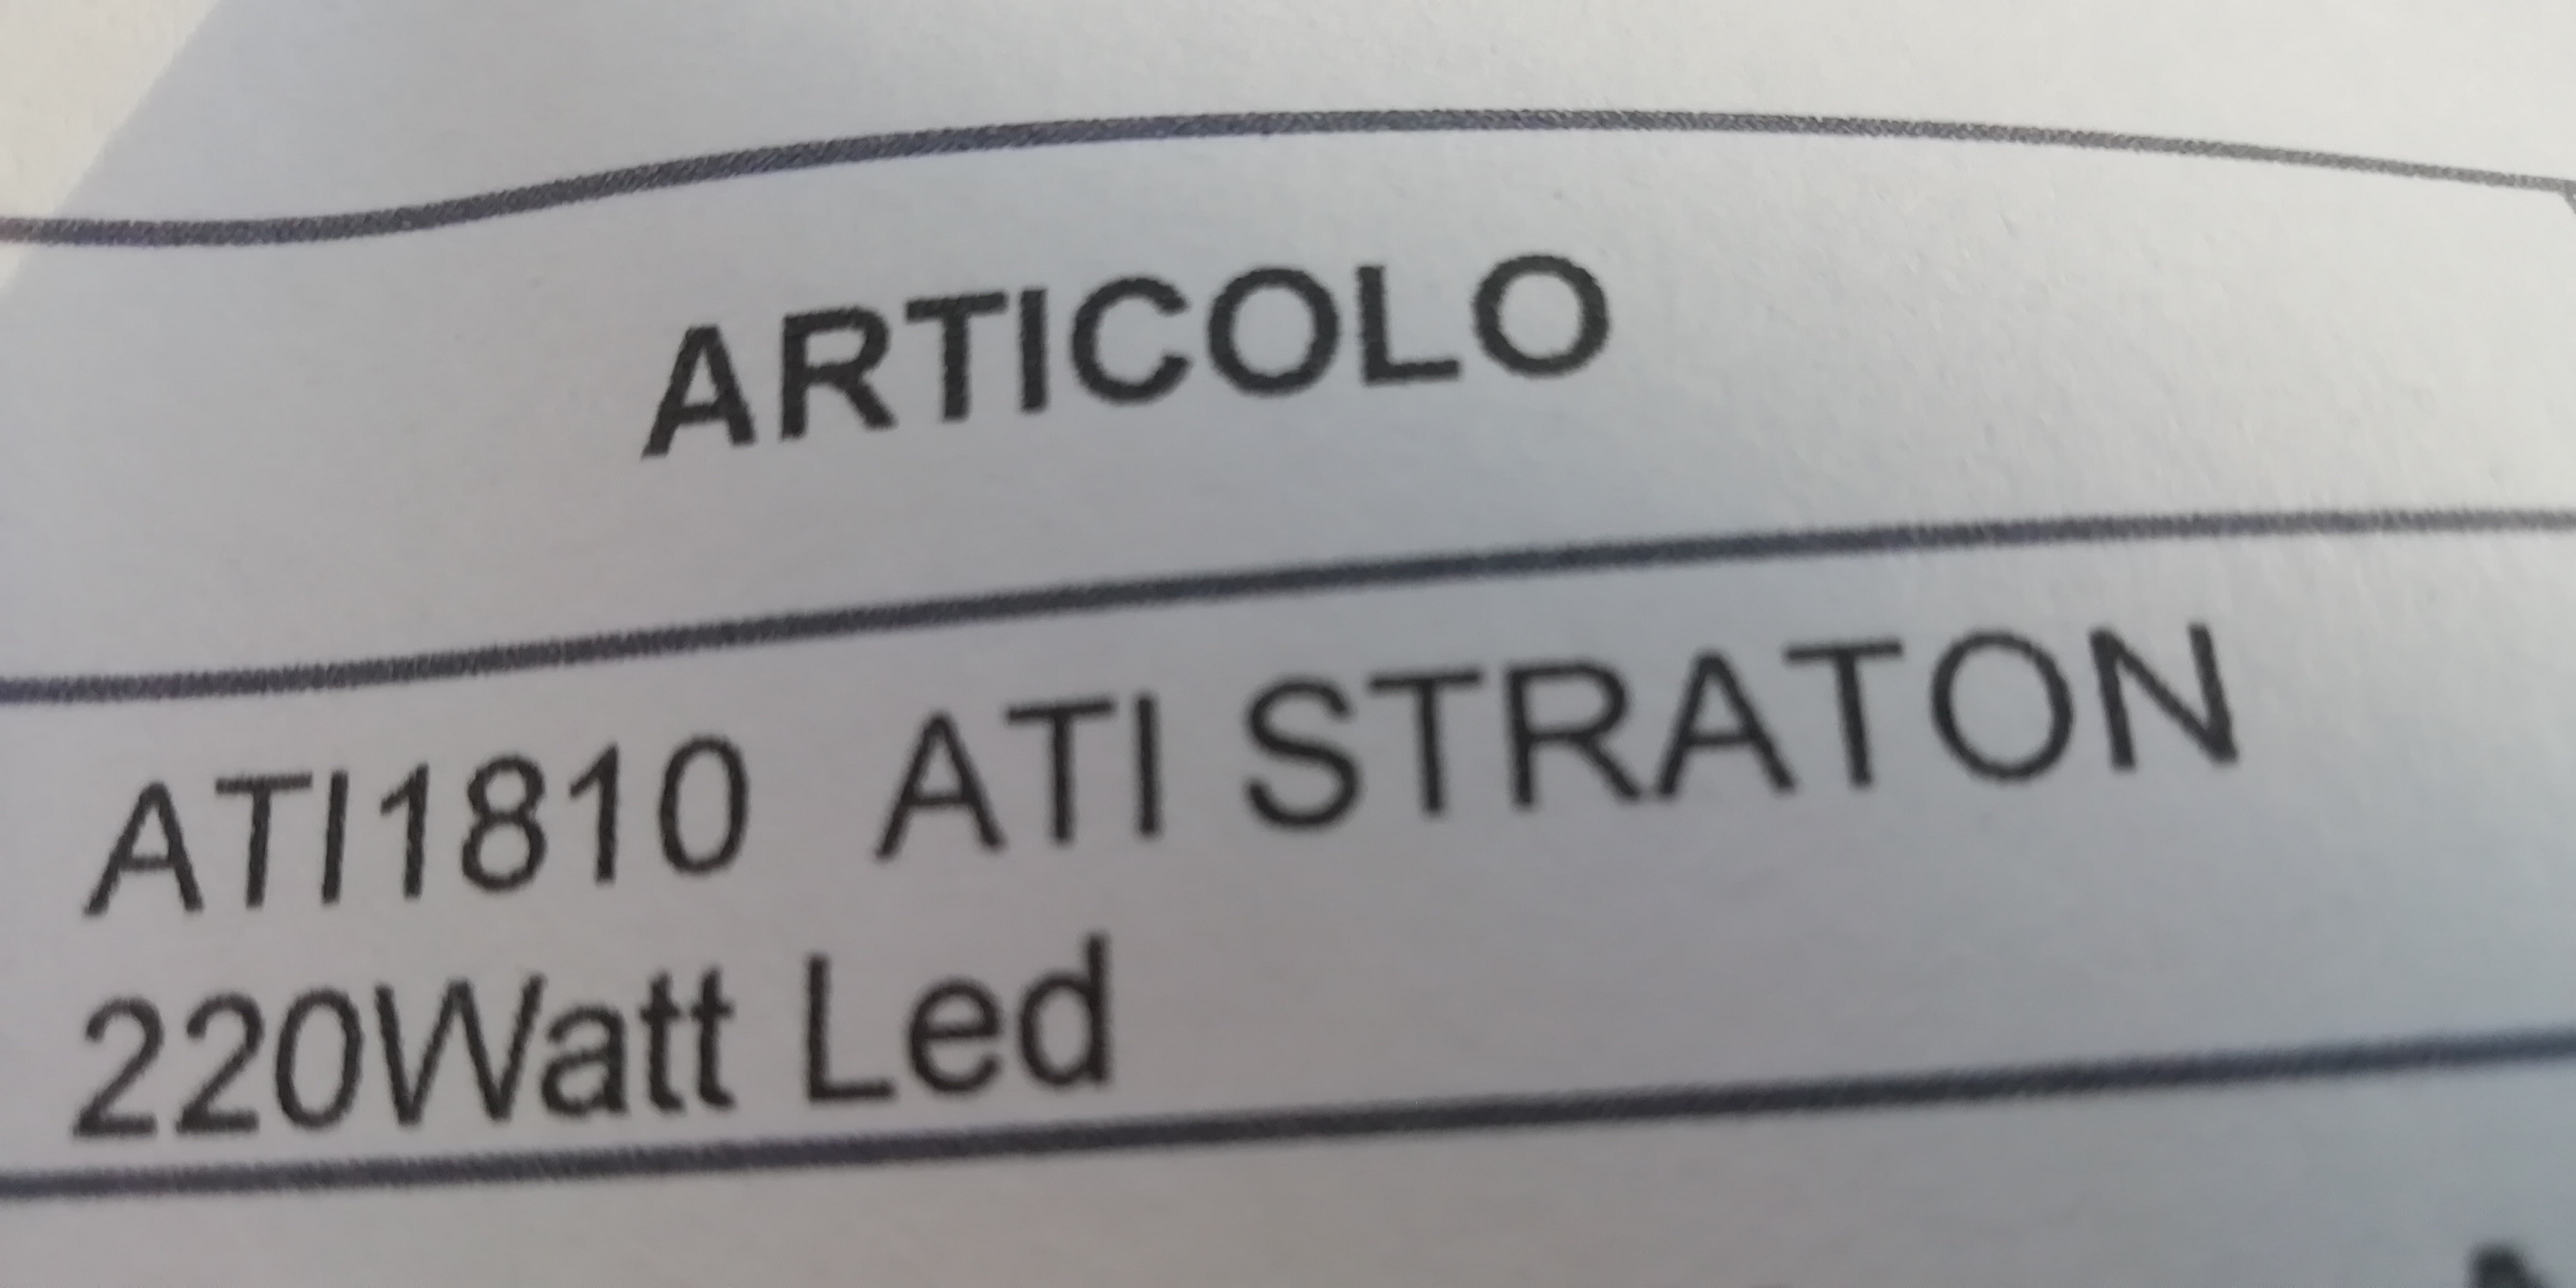 ARTICOLO
ATI1810 ATI STRATON
220Watt Led